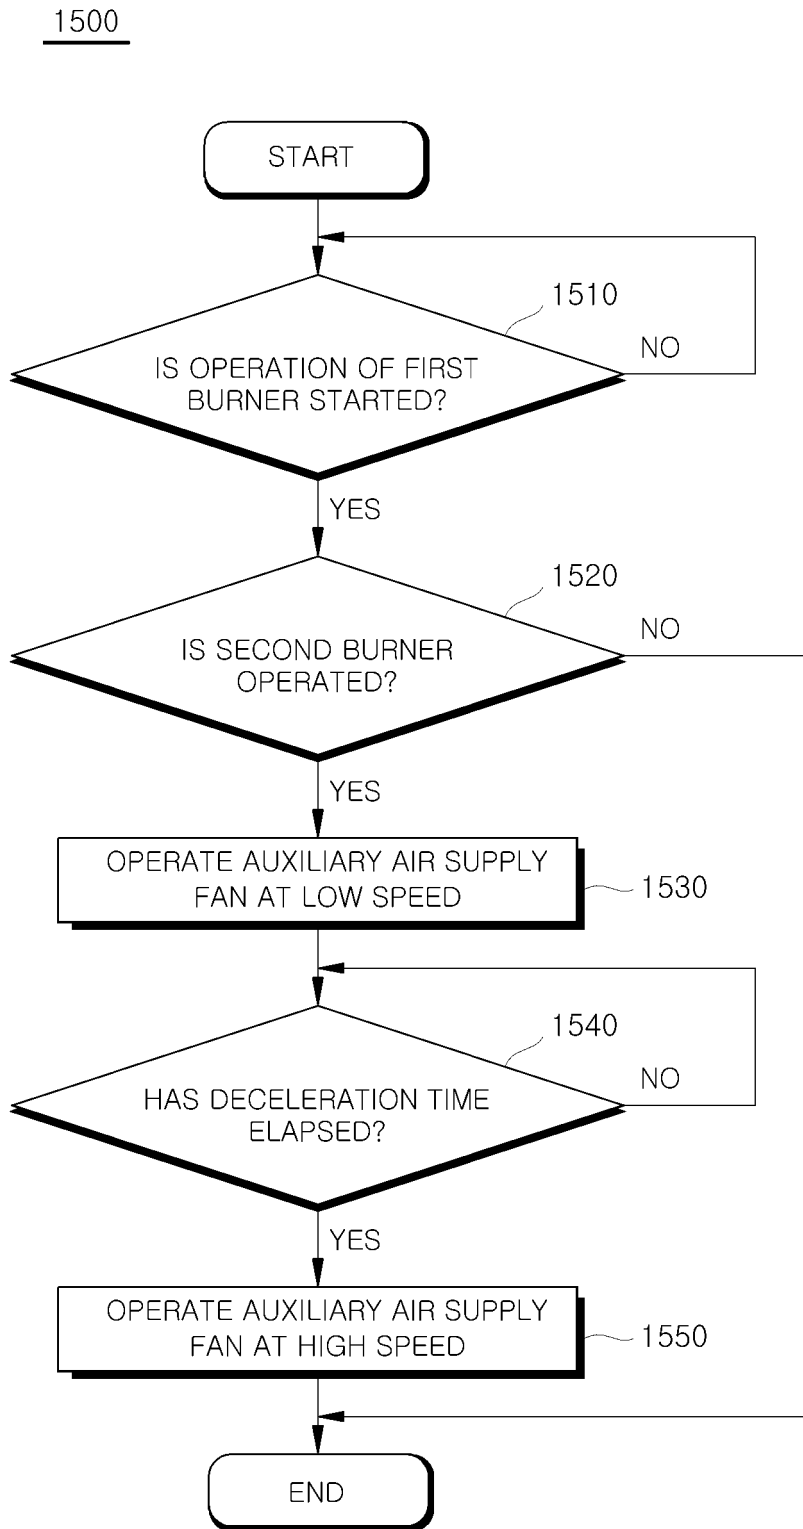 1500
START
1510
NO
IS OPERATION OF FIRST
BURNER STARTED?
YES
1520
NO
IS SECOND BURNER
OPERATED?
YES
OPERATE AUXILIARY AIR SUPPLY
FAN AT LOW SPEED
1530
1540
NO
HAS DECELERATION TIME
ELAPSED?
YES
OPERATE AUXILIARY AIR SUPPLY
FAN AT HIGH SPEED
1550
END